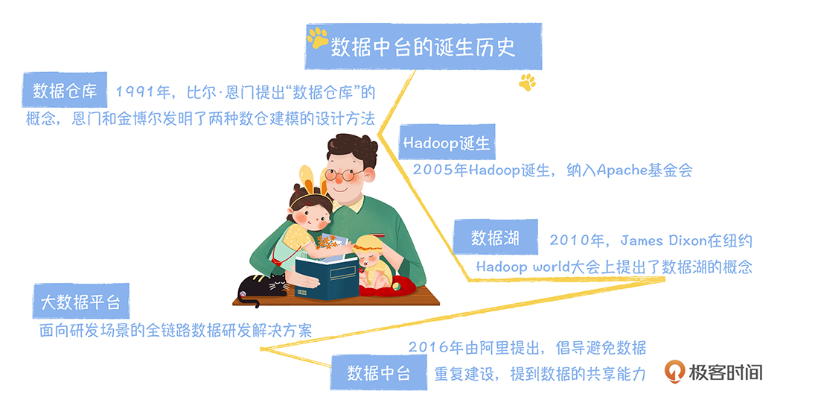 数据中台的诞生历史
数据仓库 1991年，比尔·恩门提出“数据仓库”的
概念，恩门和金博尔发明了两种数仓建模的设计方法
Hadoop诞生
2005年Hadoop诞生，纳入Apache基金会
数据湖 2010年，James Dixon在纽约
Hadoop world大会上提出了数据湖的概念
大数据平台
面向研发场景的全链路数据研发解决方案
2016年由阿里提出，倡导避免数据
数据中台 重复建设，提到数据的共享能力
极客时间